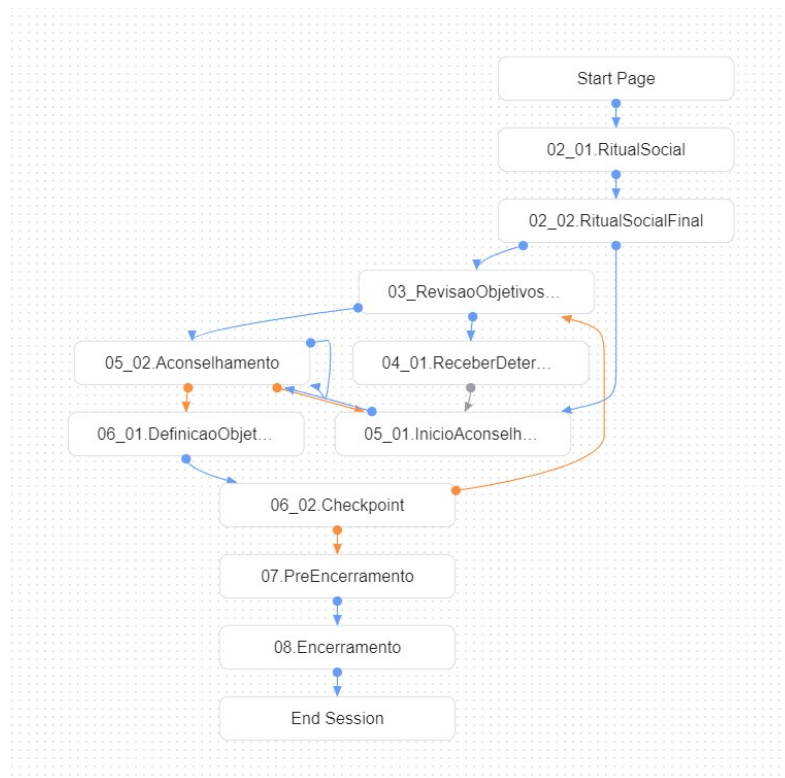 Start Page
02_01.RitualSocial
02_02.RitualSocialFinal
03_RevisaoObjetivos...
05_02.Aconselhamento
04_01.ReceberDeter...
06_01.DefinicaoObjet...
05_01.InicioAconselh...
06_02.Checkpoint
07.PreEncerramento
08.Encerramento
End Session